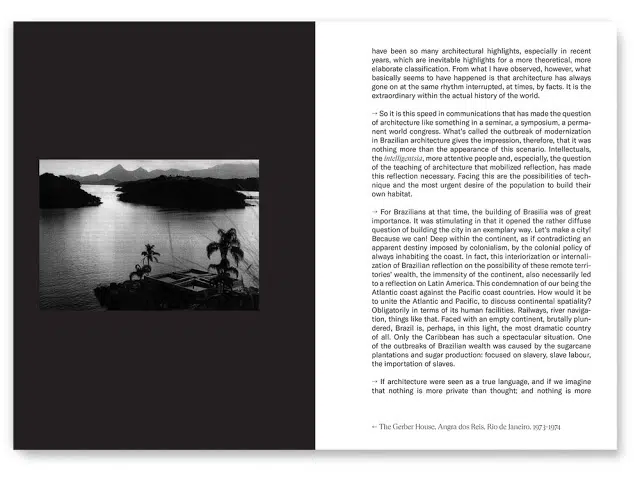 have been so many architectural highlights, especially in recent
years, which are inevitable highlights for a more theoretical, more
elaborate classification. From what I have observed, however, what
basically seems to have happened is that architecture has always
gone on at the same rhythm interrupted, at times, by facts. It is the
extraordinary within the actual history of the world.
→ So it is this speed in communications that has made the question
of architecture like something in a seminar, a symposium, a perma-
nent world congress. What's called the outbreak of modernization
in Brazilian architecture gives the impression, therefore, that it was
nothing more than the appearance of this scenario. Intellectuals,
the intelligentsia, more attentive people and, especially, the question
of the teaching of architecture that mobilized reflection, has made
this reflection necessary. Facing this are the possibilities of tech-
nique and the most urgent desire of the population to build their
own habitat.
→ For Brazilians at that time, the building of Brasília was of great
importance. It was stimulating in that it opened the rather diffuse
question of building the city in an exemplary way. Let's make a city!
Because we can! Deep within the continent, as if contradicting an
apparent destiny imposed by colonialism, by the colonial policy of
always inhabiting the coast. In fact, this interiorization or internali-
zation of Brazilian reflection on the possibility of these remote terri-
tories' wealth, the immensity of the continent, also necessarily led
to a reflection on Latin America. This condemnation of our being the
Atlantic coast against the Pacific coast countries. How would it be
to unite the Atlantic and Pacific, to discuss continental spatiality?
Obligatorily in terms of its human facilities. Railways, river naviga-
tion, things like that. Faced with an empty continent, brutally plun-
dered, Brazil is, perhaps, in this light, the most dramatic country
of all. Only the Caribbean has such a spectacular situation. One
of the outbreaks of Brazilian wealth was caused by the sugarcane
plantations and sugar production: focused on slavery, slave labour,
the importation of slaves.
→ If architecture were seen as a true language, and if we imagine
that nothing is more private than thought; and nothing is more
← The Gerber House, Angra dos Reis, Rio de Janeiro, 1973-1974